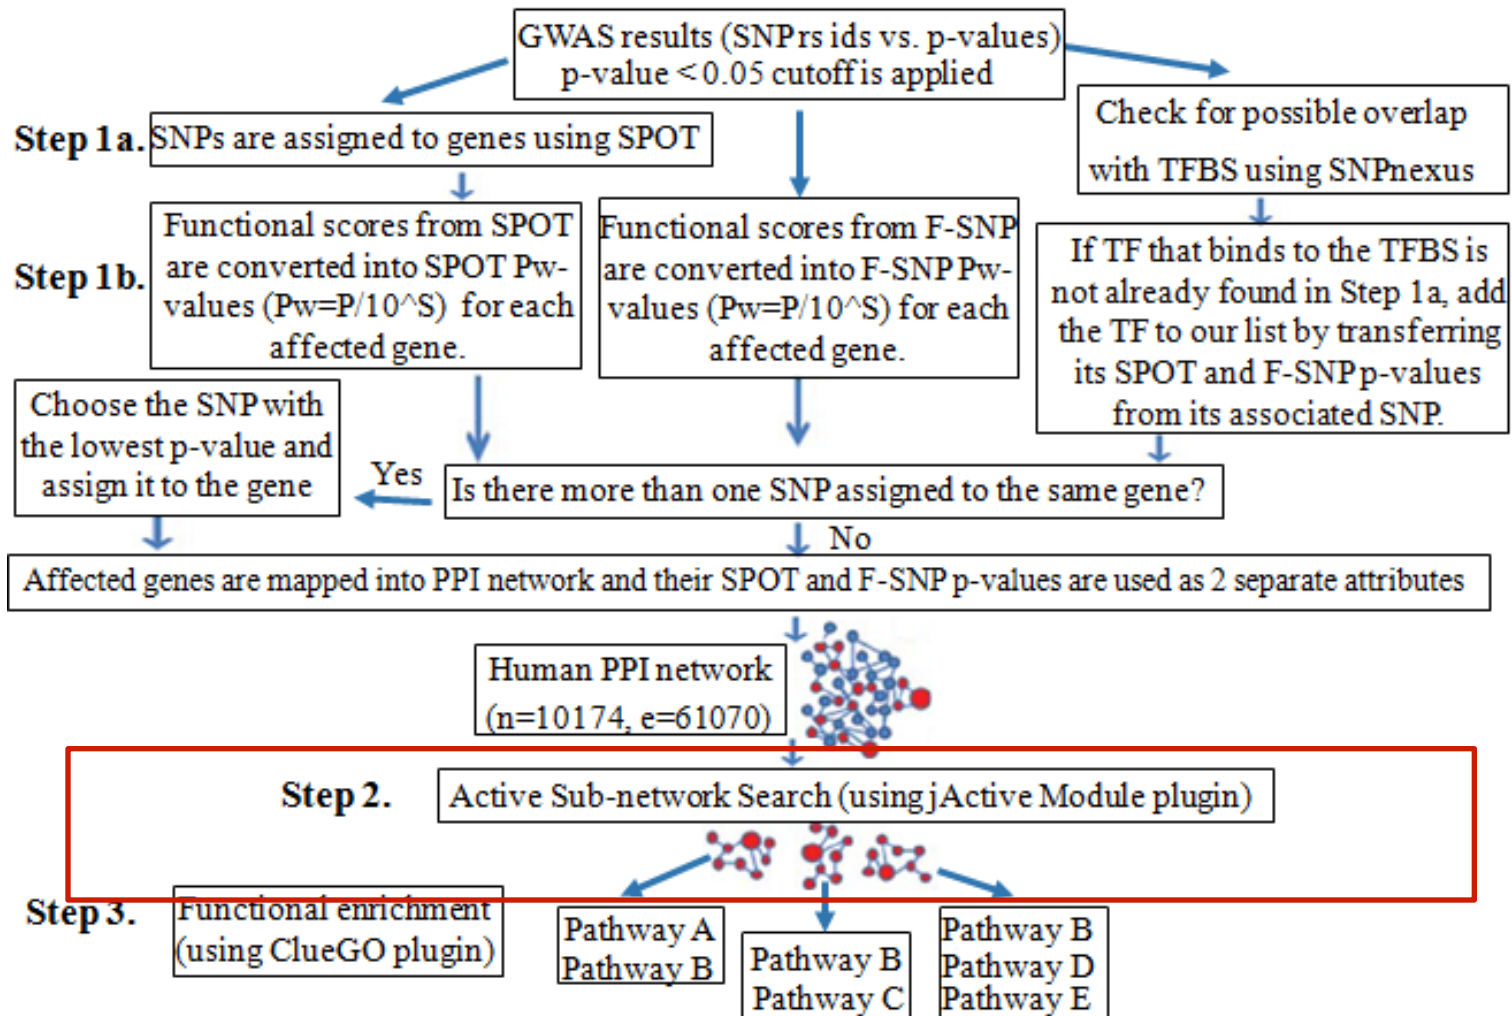 GWAS results (SNP rs ids vs. p-values)
p-value < 0.05 cutoff is applied
Step 1a.
SNPs are assigned to genes using SPOT
Check for possible overlap
with TFBS using SNPnexus
Step 1b.
Functional scores from SPOT
are converted into SPOT Pw-
values (Pw=P/10^S) for each
affected gene.
Functional scores from F-SNP
are converted into F-SNP Pw-
values (Pw=P/10^S) for each
affected gene.
If TF that binds to the TFBS is
not already found in Step 1a, add
the TF to our list by transferring
its SPOT and F-SNP p-values
from its associated SNP.
Choose the SNP with
the lowest p-value and
assign it to the gene
Yes
Is there more than one SNP assigned to the same gene?
No
Affected genes are mapped into PPI network and their SPOT and F-SNP p-values are used as 2 separate attributes
Human PPI network
(n=10174, e=61070)
Step 2.
Active Sub-network Search (using jActive Module plugin)
Step 3.
Functional enrichment
(using ClueGO plugin)
Pathway A
Pathway B
Pathway B
Pathway C
Pathway B
Pathway D
Pathway E